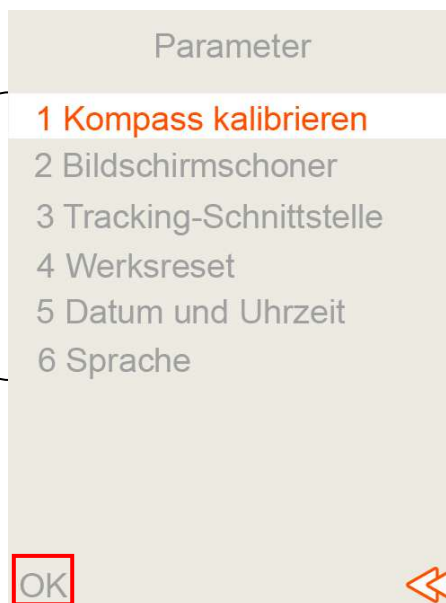 Parameter
1 Kompass kalibrieren
2 Bildschirmschoner
3 Tracking-Schnittstelle
4 Werksreset
5 Datum und Uhrzeit
6 Sprache
OK